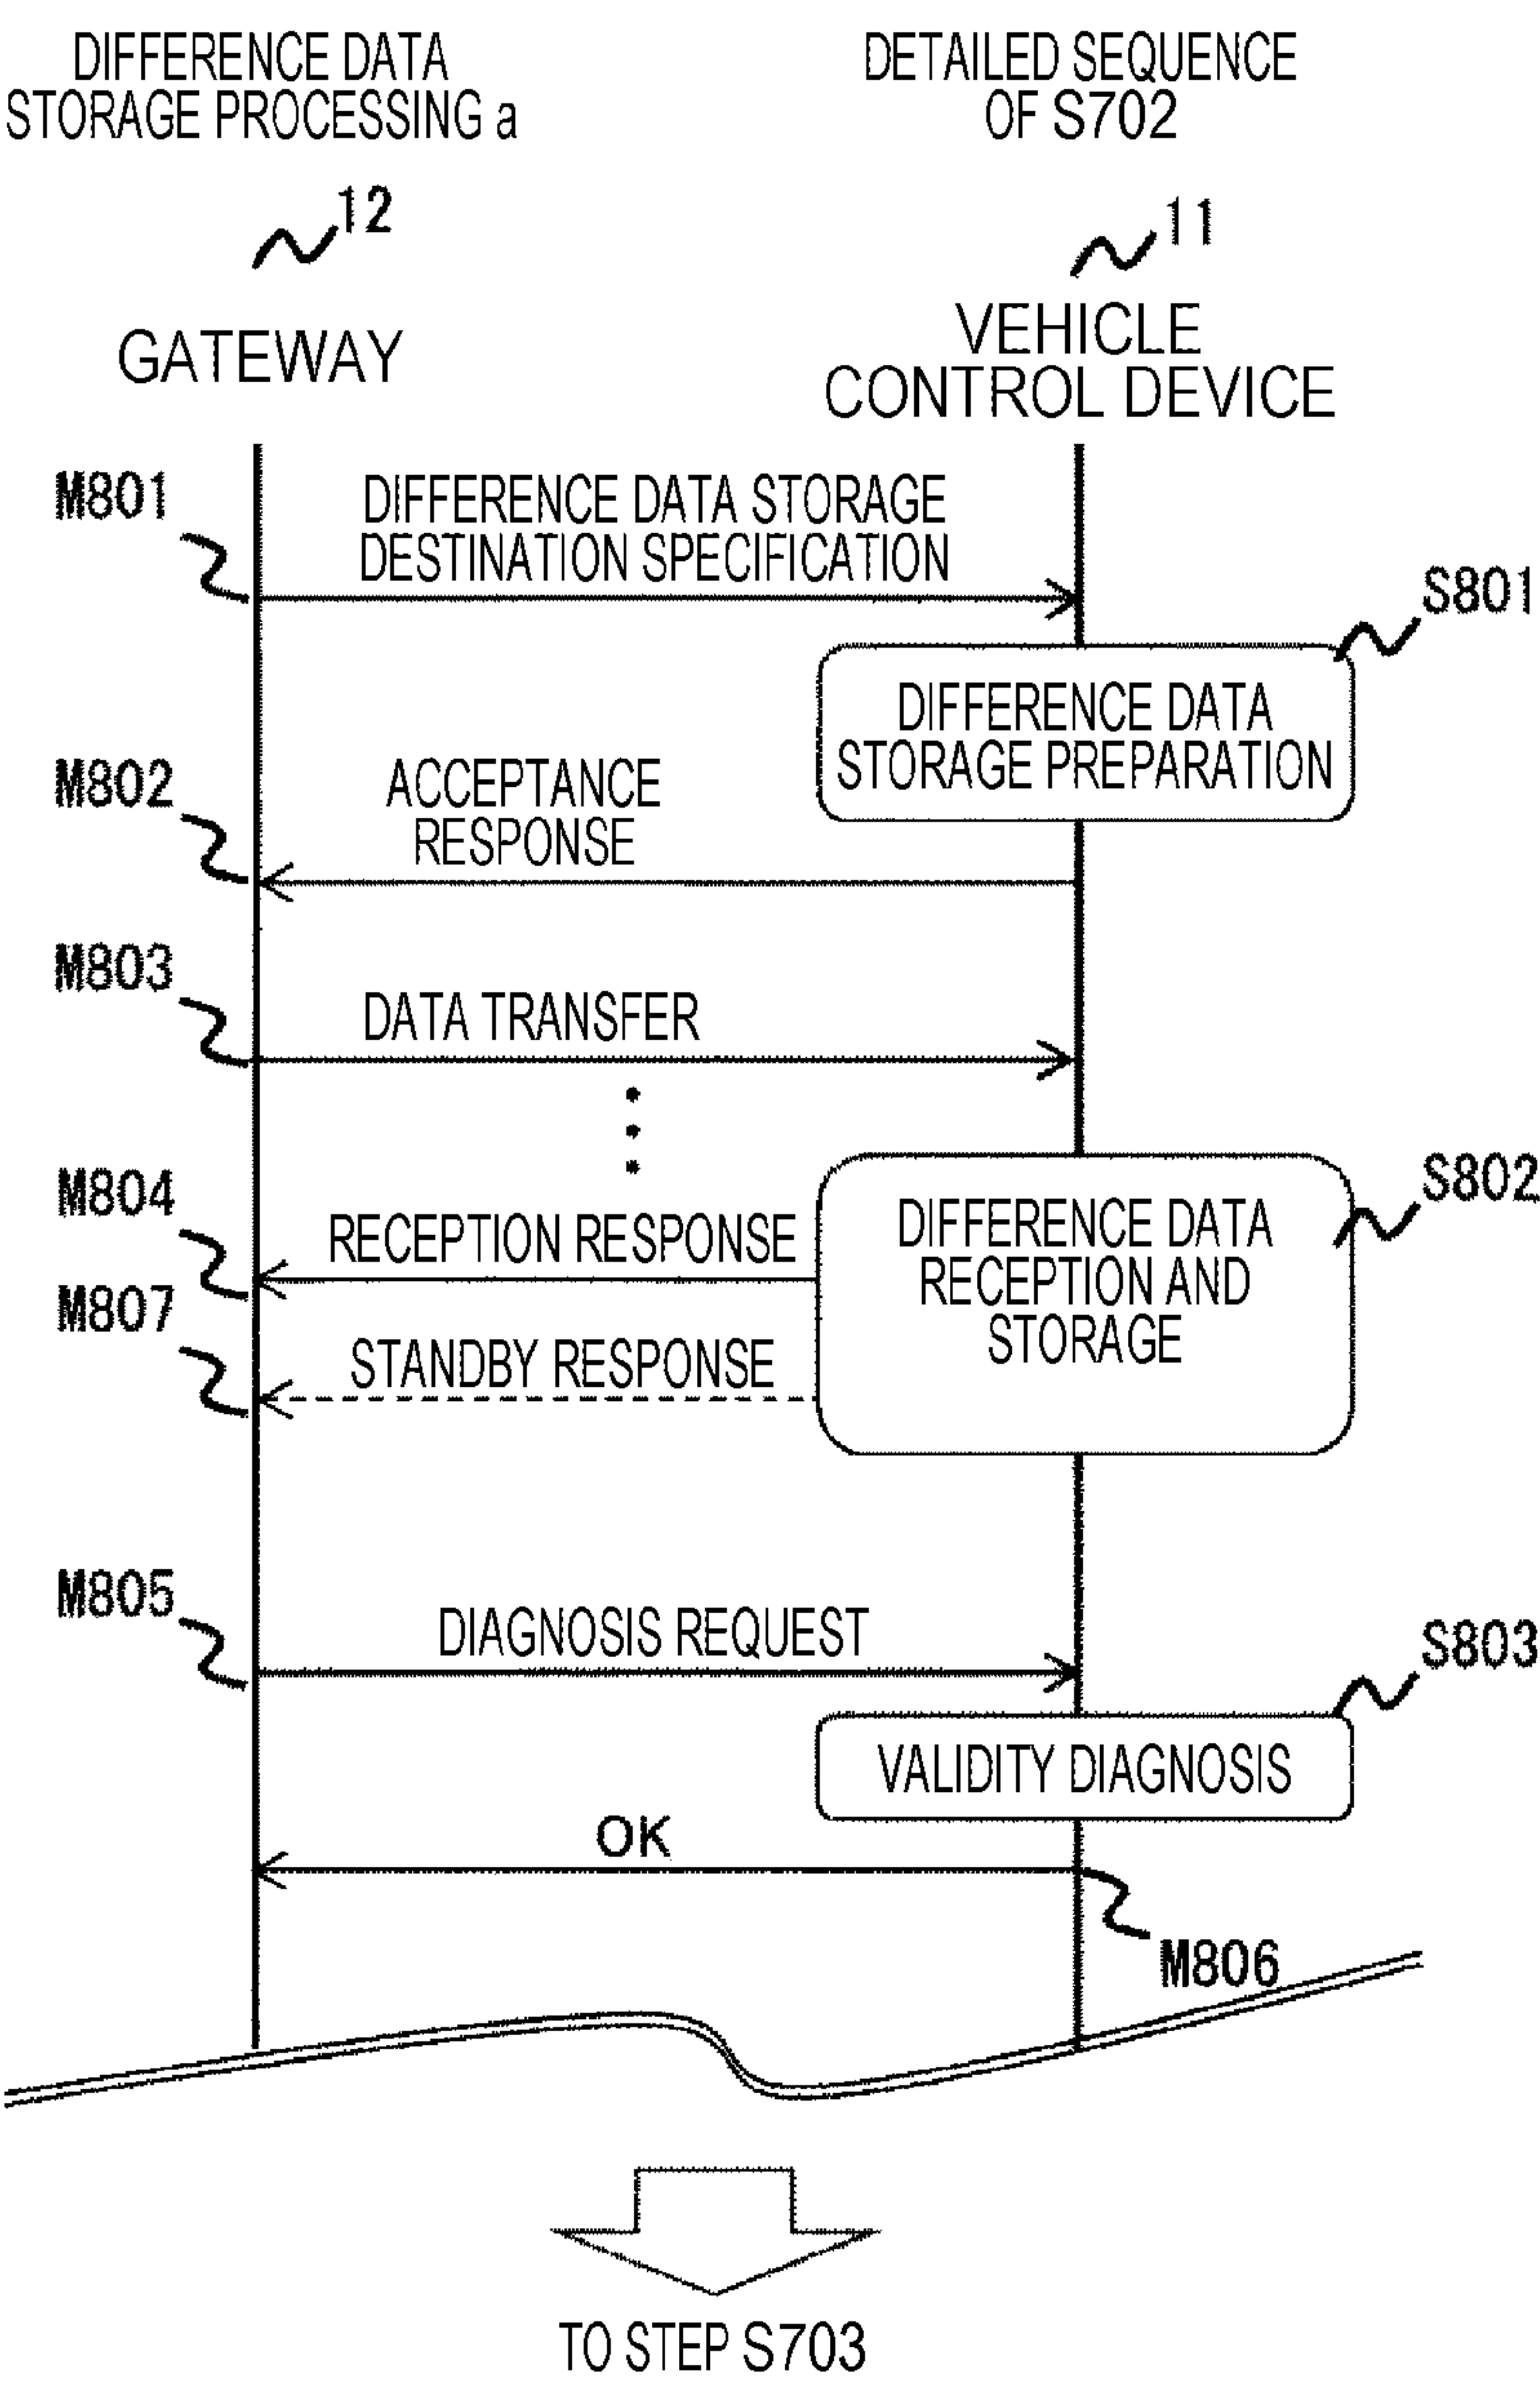 DIFFERENCE DATA
STORAGE PROCESSING a
DETAILED SEQUENCE
OF S702
12
11
GATEWAY
VEHICLE
CONTROL DEVICE
M801
DIFFERENCE DATA STORAGE
DESTINATION SPECIFICATION
S801
DIFFERENCE DATA
STORAGE PREPARATION
M802
ACCEPTANCE
RESPONSE
M803
DATA TRANSFER
M804
RECEPTION RESPONSE
S802
DIFFERENCE DATA
RECEPTION AND
STORAGE
M807
STANDBY RESPONSE
M805
DIAGNOSIS REQUEST
S803
VALIDITY DIAGNOSIS
OK
M806
TO STEP S703